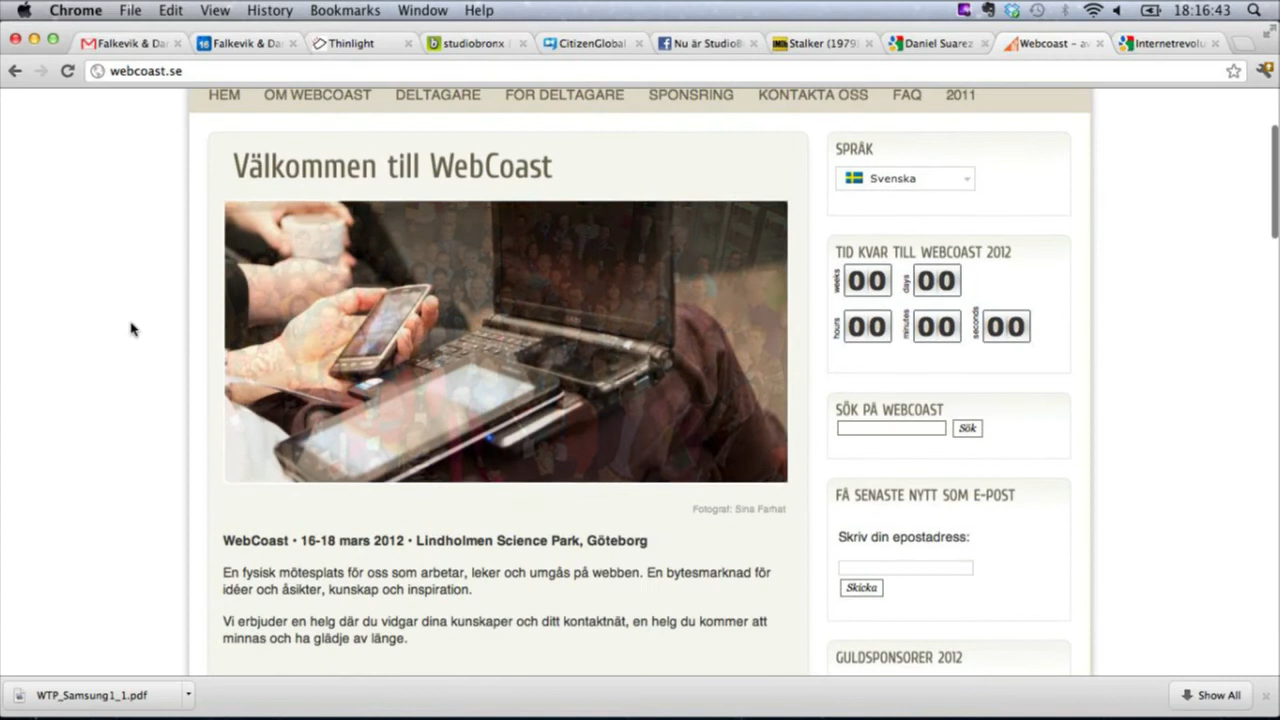 Chrome File Edit View History Bookmarks Window Help 18:16:43
Falkevik & Da
Falkevik & Da
Thinlight
studiobronx
CitizenGlobal
Nu är StudioB
Stalker (1979)
Daniel Suarez
Webcoast – av
Internetrevolu
webcoast.se
HEM OM WEBCOAST DELTAGARE FÖR DELTAGARE SPONSRING KONTAKTA OSS FAQ 2011
Välkommen till WebCoast
Fotograf: Sina Farhat
WebCoast • 16-18 mars 2012 • Lindholmen Science Park, Göteborg
En fysisk mötesplats för oss som arbetar, leker och umgås på webben. En bytesmarknad för
idéer och åsikter, kunskap och inspiration.
Vi erbjuder en helg där du vidgar dina kunskaper och ditt kontaktnät, en helg du kommer att
minnas och ha glädje av länge.
SPRÅK
Svenska
TID KVAR TILL WEBCOAST 2012
weeks 00 days 00
hours 00 minutes 00 seconds 00
SÖK PÅ WEBCOAST
Sök
FÅ SENASTE NYTT SOM E-POST
Skriv din epostadress:
Skicka
GULDSPONSORER 2012
WTP_Samsung1_1.pdf
Show All